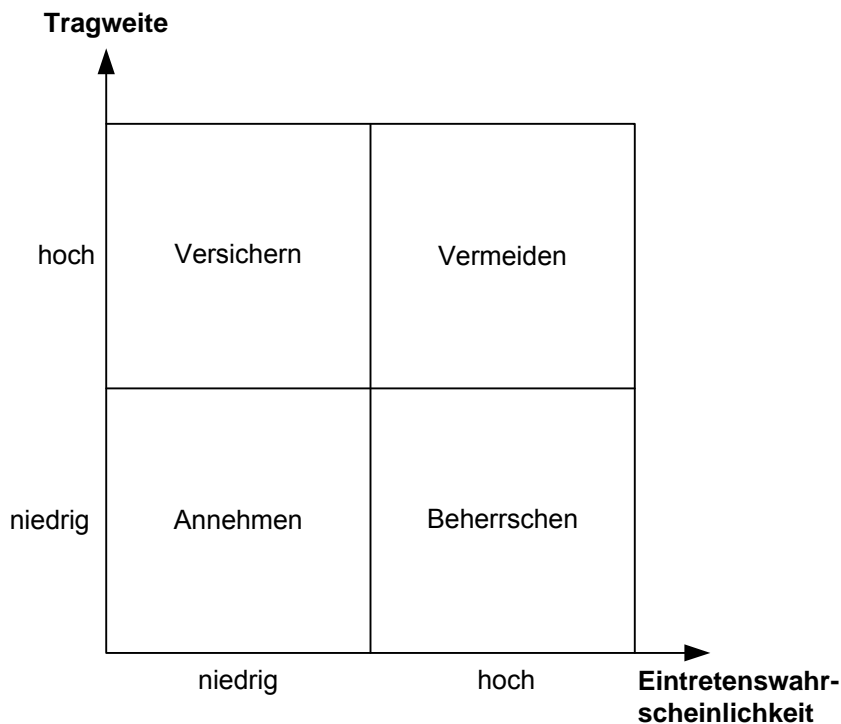 Tragweite
hoch
Versichern
Vermeiden
niedrig
Annehmen
Beherrschen
niedrig
hoch
Eintretenswahr-
scheinlichkeit